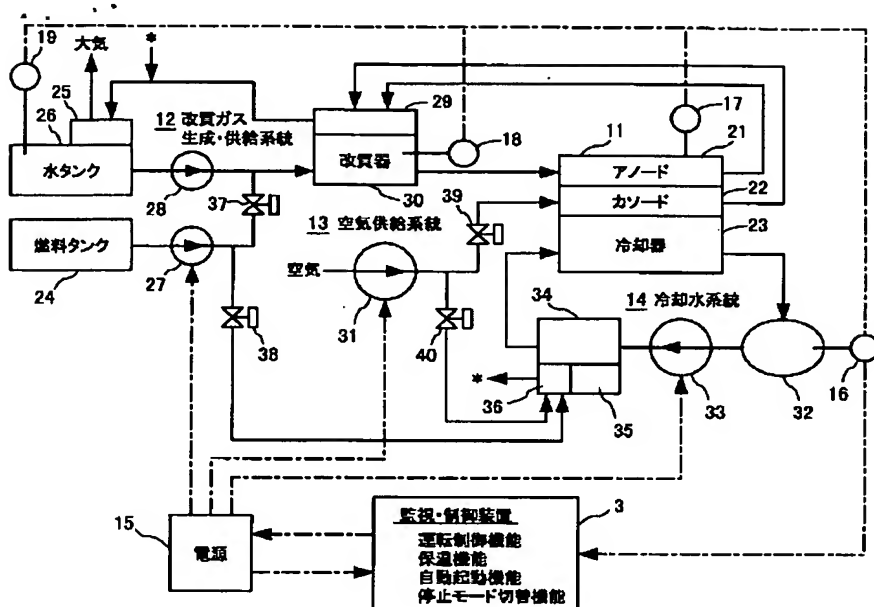 19
大気
*
25
26
12 改質ガス
生成・供給系統
29
17
水タンク
28
改質器
18
11
21
30
アノード
37
カソード
22
39
23
13 空気供給系統
冷却器
燃料タンク
27
空気
24
31
34
14 冷却水系統
38
40
*
36
35
33
32
16
15
電源
監視・制御装置
3
運転制御機能
保温機能
自動起動機能
停止モード切替機能